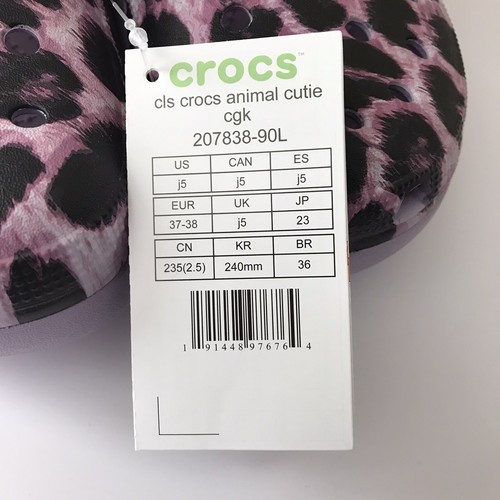 crocs™
cls crocs animal cutie
cgk
207838-90L
US CAN ES
j5 j5 j5
EUR UK JP
37-38 j5 23
CN KR BR
235(2.5) 240mm 36
1 91448 97676 4